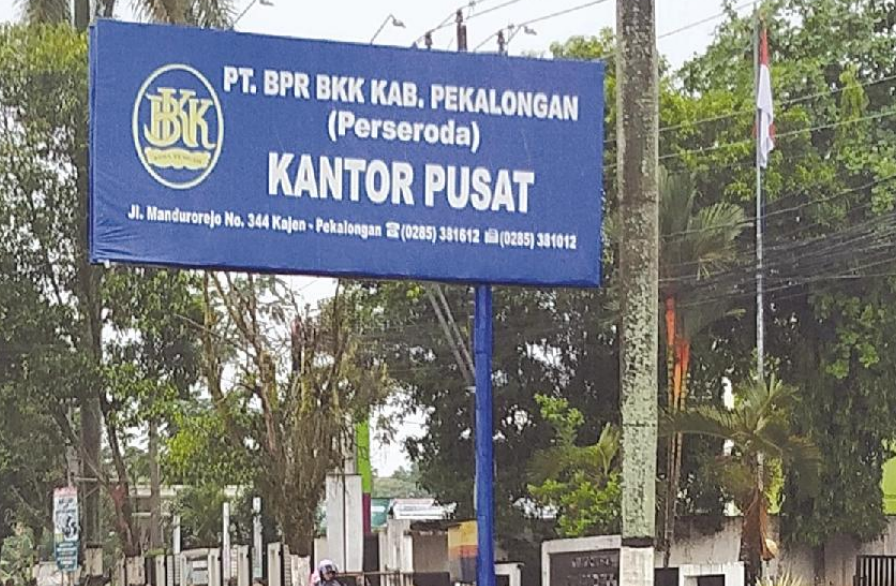 PT. BPR BKK KAB. PEKALONGAN
(Perseroda)
KANTOR PUSAT
Jl. Mandurorejo No. 344 Kajen - Pekalongan ☎(0285) 381612 📠(0285) 381012
BKK